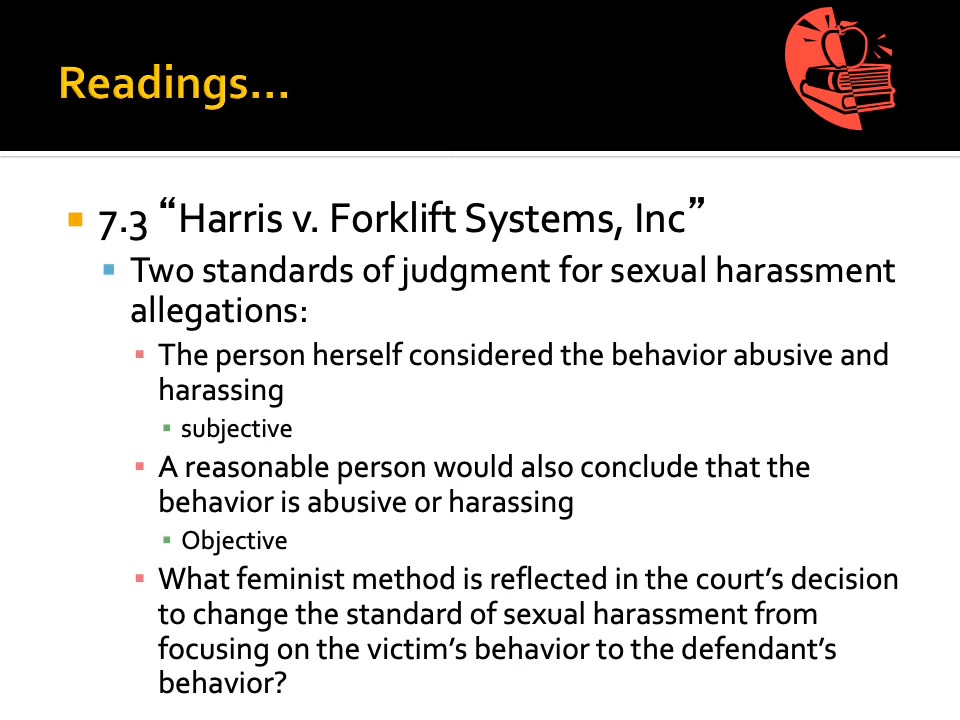 Readings…
7.3 “Harris v. Forklift Systems, Inc”
Two standards of judgment for sexual harassment
allegations:
The person herself considered the behavior abusive and
harassing
subjective
A reasonable person would also conclude that the
behavior is abusive or harassing
Objective
What feminist method is reflected in the court’s decision
to change the standard of sexual harassment from
focusing on the victim’s behavior to the defendant’s
behavior?